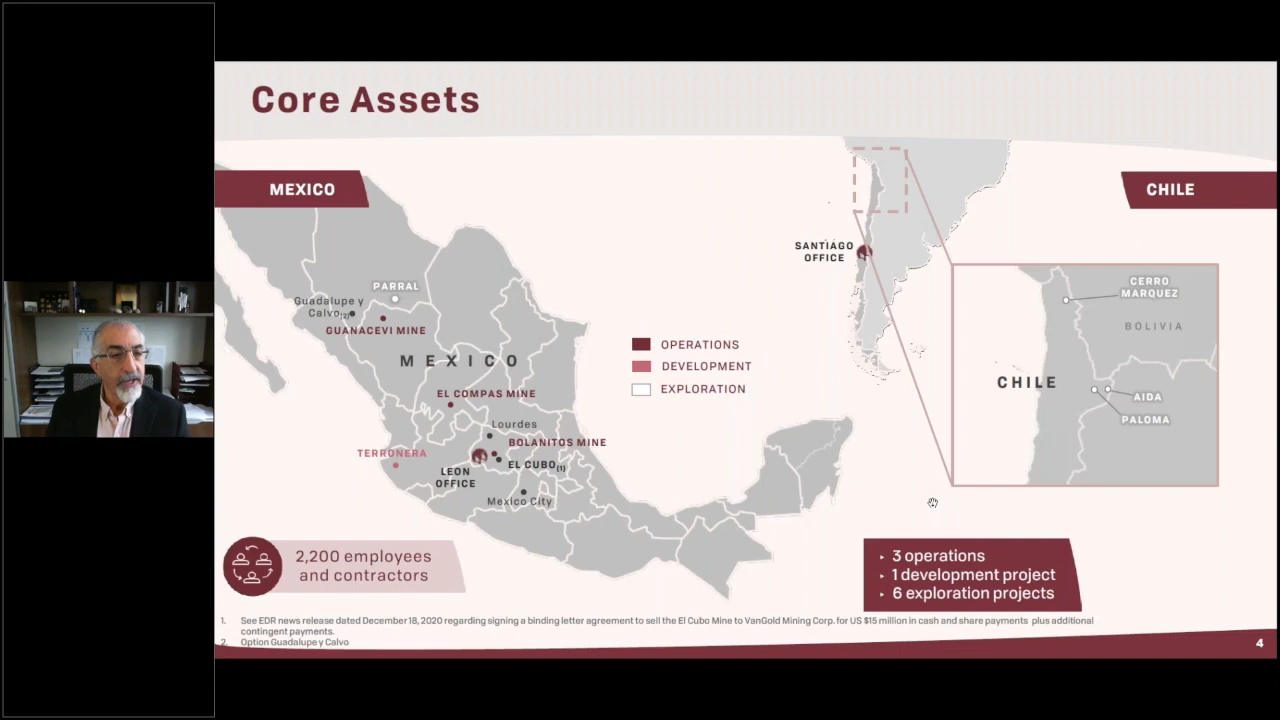 Core Assets
MEXICO
CHILE
SANTIAGO
OFFICE
PARRAL
Guadalupe y
Calvo(2)
GUANACEVI MINE
MEXICO
EL COMPAS MINE
Lourdes
BOLANITOS MINE
TERRONERA
EL CUBO(1)
LEON
OFFICE
Mexico City
OPERATIONS
DEVELOPMENT
EXPLORATION
CERRO
MARQUEZ
BOLIVIA
CHILE
AIDA
PALOMA
2,200 employees
and contractors
▸ 3 operations
▸ 1 development project
▸ 6 exploration projects
1. See EDR news release dated December 18, 2020 regarding signing a binding letter agreement to sell the El Cubo Mine to VanGold Mining Corp. for US $15 million in cash and share payments plus additional
contingent payments.
2. Option Guadalupe y Calvo
4